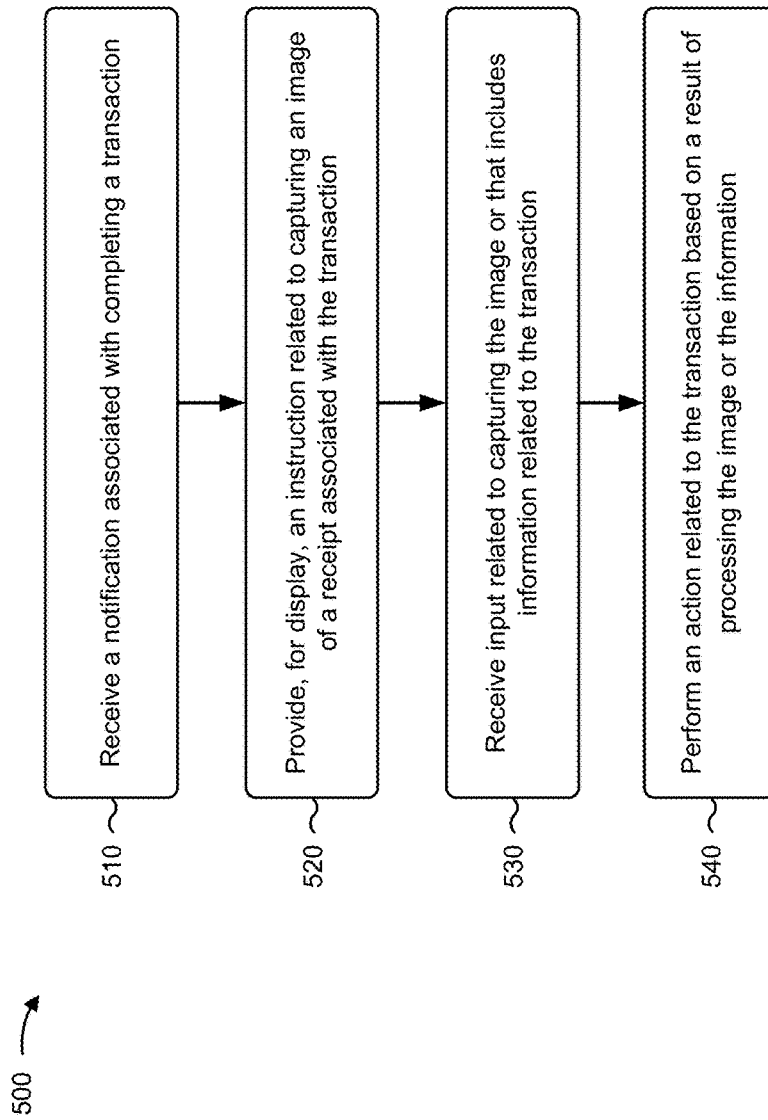 500
510
Receive a notification associated with completing a transaction
520
Provide, for display, an instruction related to capturing an image
of a receipt associated with the transaction
530
Receive input related to capturing the image or that includes
information related to the transaction
540
Perform an action related to the transaction based on a result of
processing the image or the information